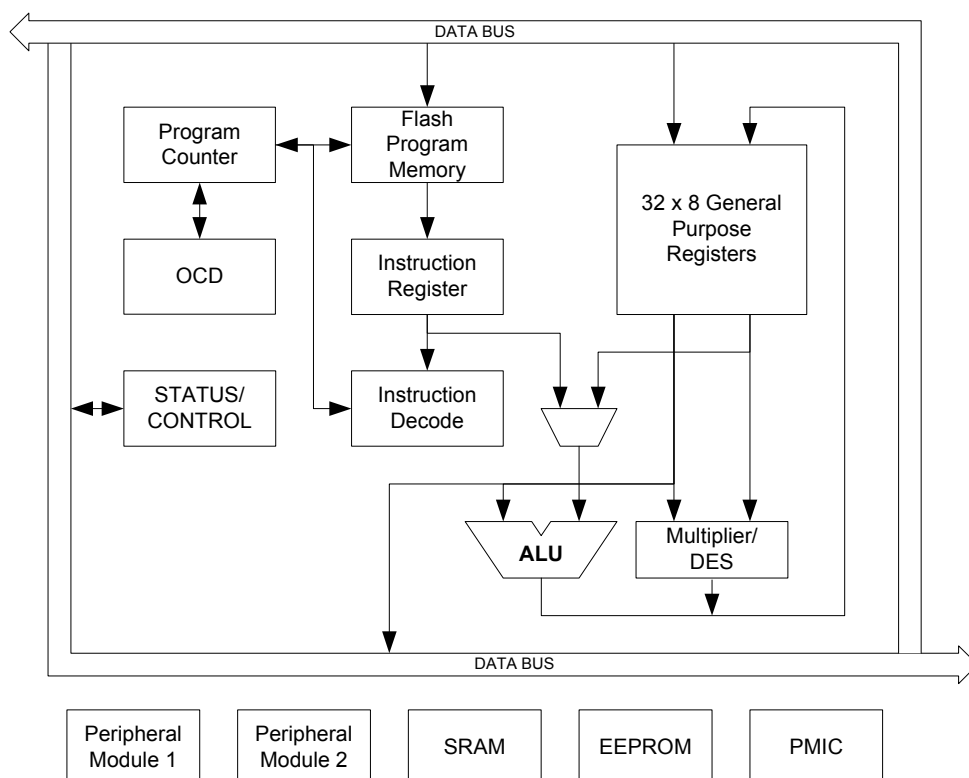 DATA BUS
Program
Counter
Flash
Program
Memory
32 x 8 General
Purpose
Registers
OCD
Instruction
Register
STATUS/
CONTROL
Instruction
Decode
ALU
Multiplier/
DES
DATA BUS
Peripheral
Module 1
Peripheral
Module 2
SRAM
EEPROM
PMIC